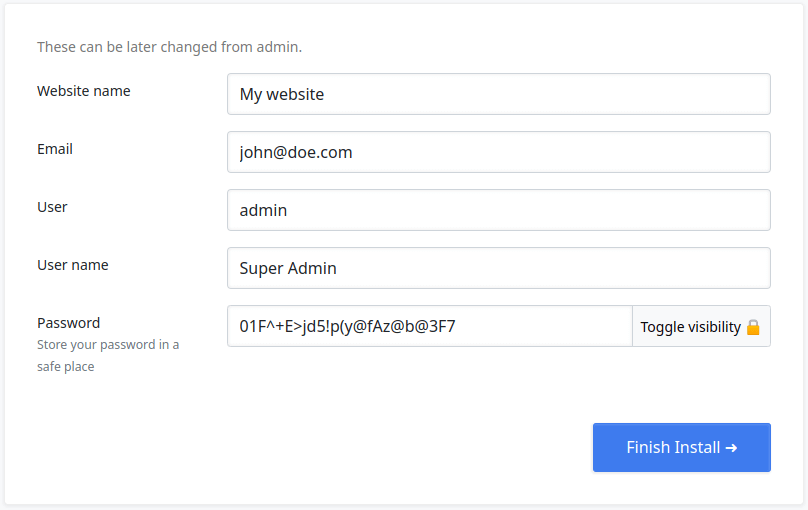 These can be later changed from admin.
Website name
My website
Email
john@doe.com
User
admin
User name
Super Admin
Password
01F^+E>jd5!p(y@fAz@b@3F7
Toggle visibility 🔒
Store your password in a
safe place
Finish Install ➔